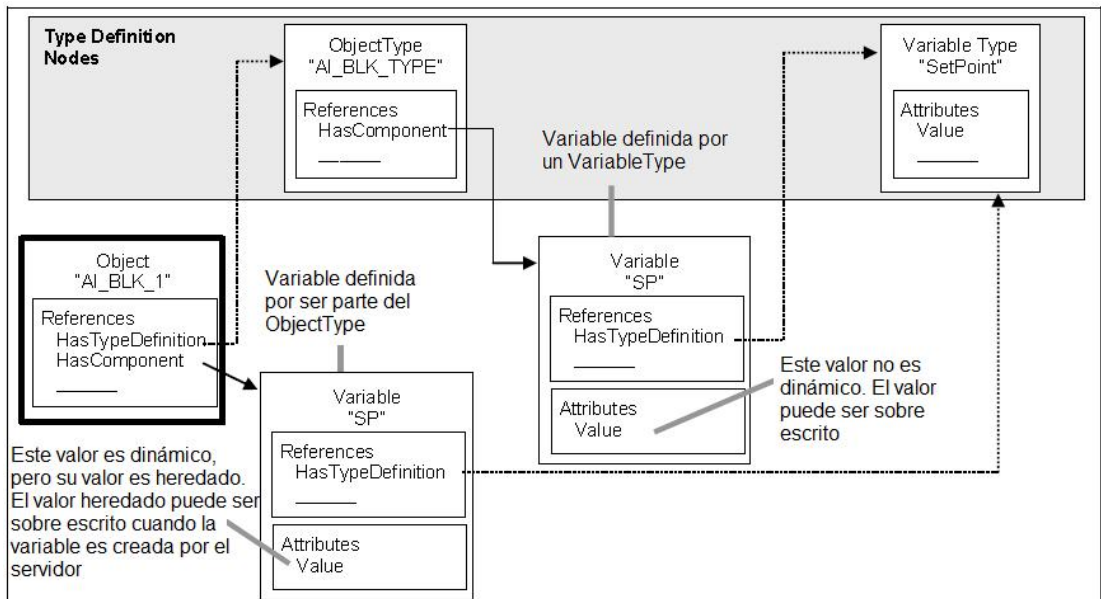 Type Definition
Nodes
ObjectType
"AI_BLK_TYPE"
References
HasComponent
Variable Type
"SetPoint"
Attributes
Value
Variable definida por
un VariableType
Object
"AI_BLK_1"
References
HasTypeDefinition
HasComponent
Variable definida
por ser parte del
ObjectType
Variable
"SP"
References
HasTypeDefinition
Attributes
Value
Este valor no es
dinámico. El valor
puede ser sobre
escrito
Variable
"SP"
References
HasTypeDefinition
Attributes
Value
Este valor es dinámico,
pero su valor es heredado.
El valor heredado puede ser
sobre escrito cuando la
variable es creada por el
servidor